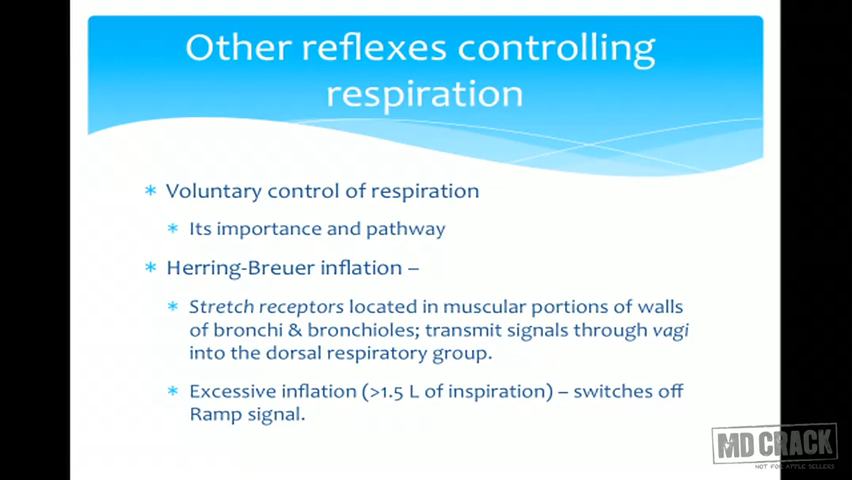 Other reflexes controlling
respiration
* Voluntary control of respiration
* Its importance and pathway
* Herring-Breuer inflation –
* Stretch receptors located in muscular portions of walls
of bronchi & bronchioles; transmit signals through vagi
into the dorsal respiratory group.
* Excessive inflation (>1.5 L of inspiration) – switches off
Ramp signal.
MD CRACK
NOT FOR APPLE SELLERS